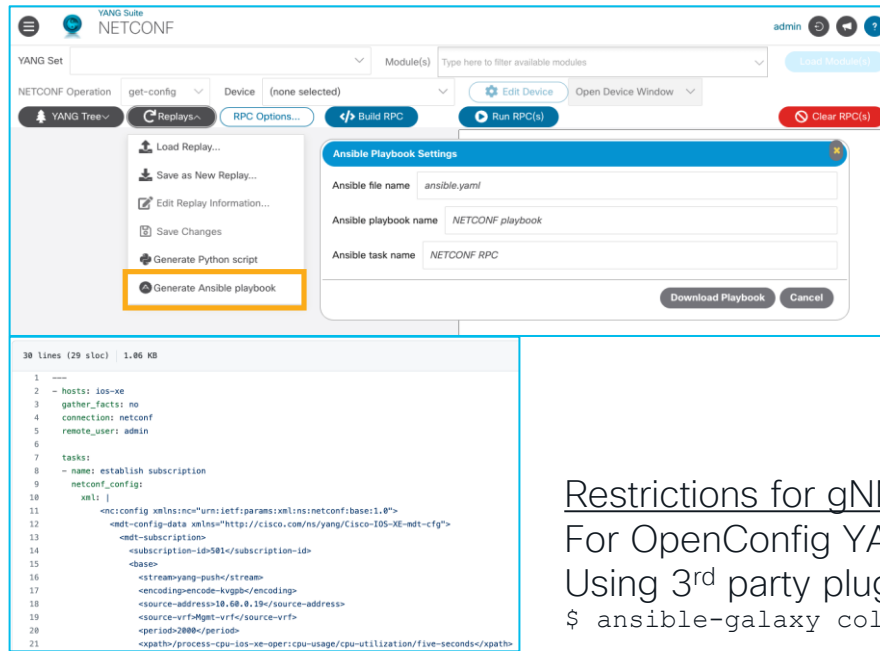 YANG Suite
NETCONF
admin
?
YANG Set
Module(s) Type here to filter available modules
Load Module(s)
NETCONF Operation get-config Device (none selected) Edit Device Open Device Window
YANG Tree Replays RPC Options... </> Build RPC Run RPC(s) Clear RPC(s)
Load Replay...
Save as New Replay...
Edit Replay Information...
Save Changes
Generate Python script
Generate Ansible playbook
Ansible Playbook Settings
Ansible file name ansible.yaml
Ansible playbook name NETCONF playbook
Ansible task name NETCONF RPC
Download Playbook Cancel
30 lines (29 sloc) 1.06 KB
1 ---
2 - hosts: ios-xe
3 gather_facts: no
4 connection: netconf
5 remote_user: admin
6
7 tasks:
8 - name: establish subscription
9 netconf_config:
10 xml: |
11 <nc:config xmlns:nc="urn:ietf:params:xml:ns:netconf:base:1.0">
12 <mdt-config-data xmlns="http://cisco.com/ns/yang/Cisco-IOS-XE-mdt-cfg">
13 <mdt-subscription>
14 <subscription-id>501</subscription-id>
15 <base>
16 <stream>yang-push</stream>
17 <encoding>encode-kvgpb</encoding>
18 <source-address>10.60.0.19</source-address>
19 <source-vrf>Mgmt-vrf</source-vrf>
20 <period>2000</period>
21 <xpath>/process-cpu-ios-xe-oper:cpu-usage/cpu-utilization/five-seconds</xpath>
Restrictions for
For OpenConfig
Using 3rd party
$ ansible-galaxy